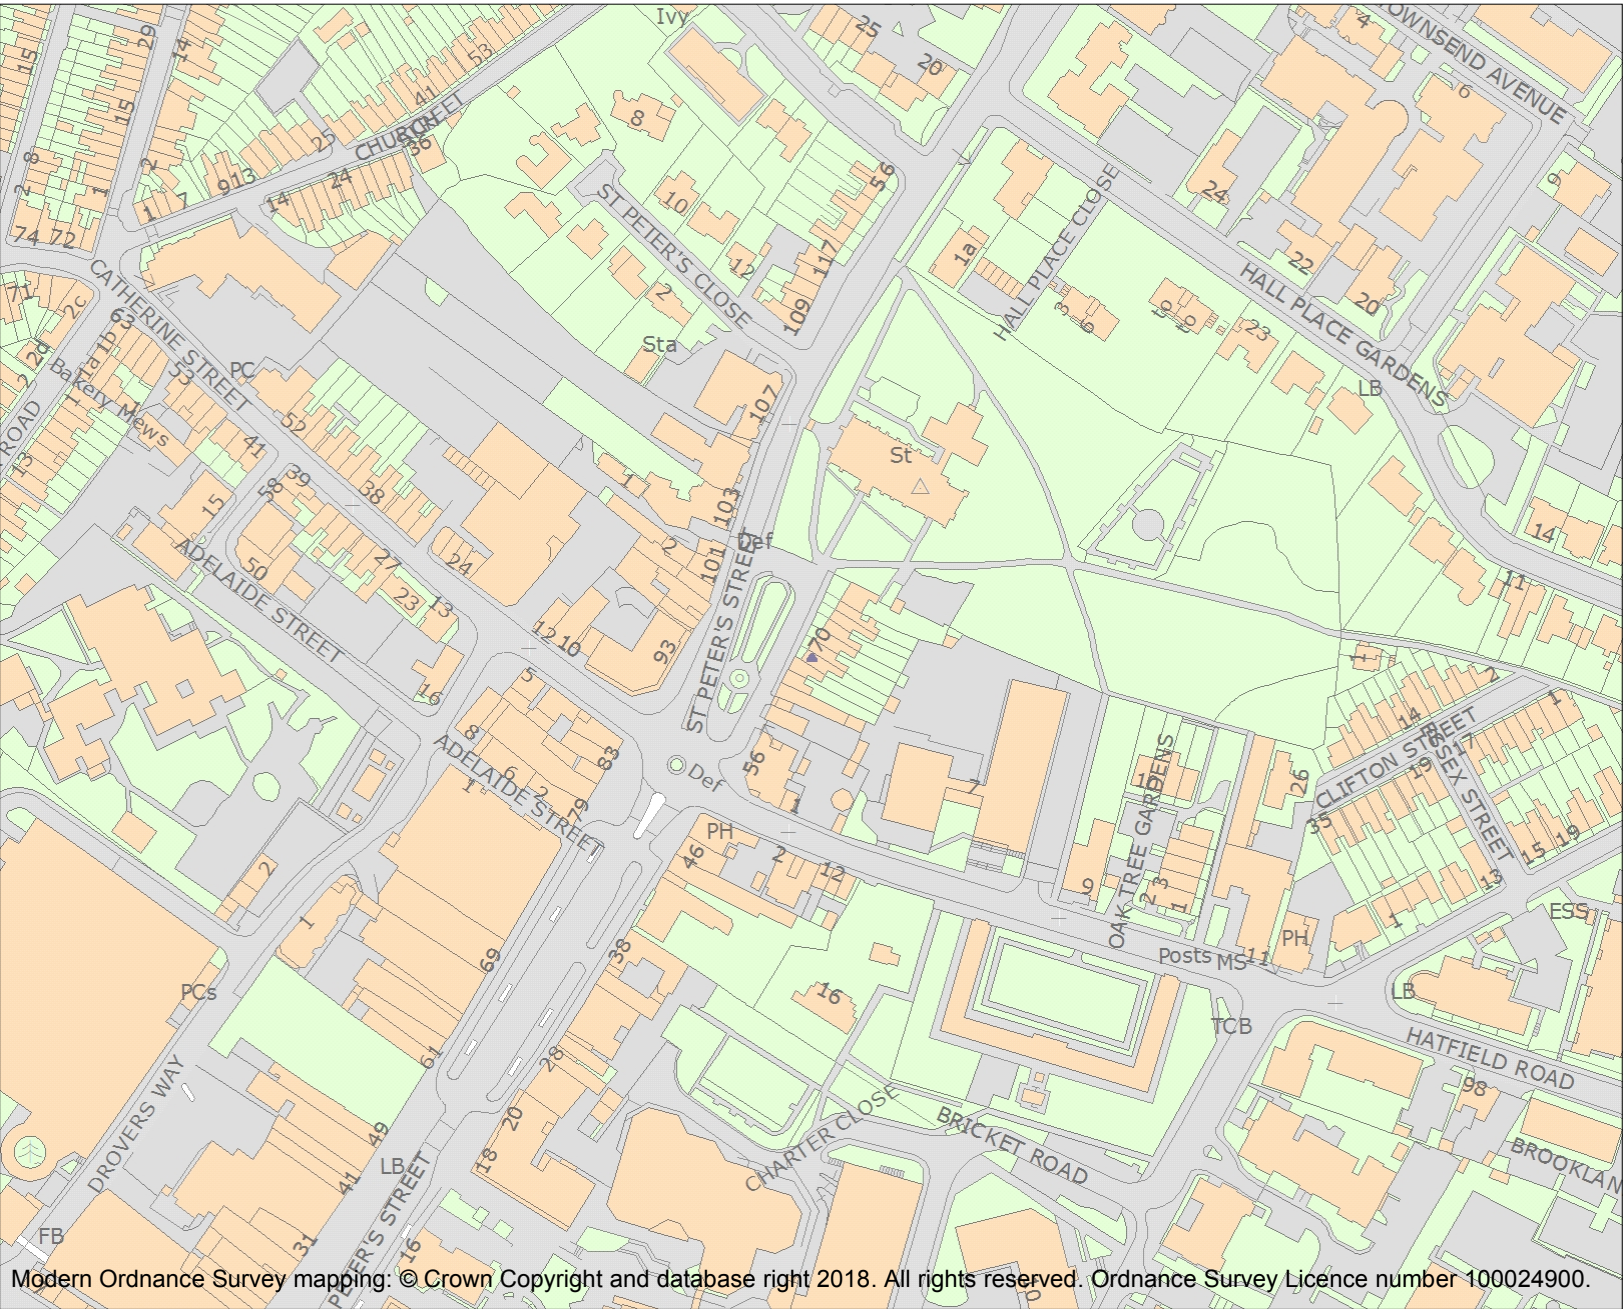 Ivy
25
20
4
TOWNSEND AVENUE
6
15
29
14
53
41
15
8
CHURCH
STREET
36
25
8
2
1
2
913
24
14
7
1
74 72
56
10
ST PETER'S CLOSE
12
117
109
2
Sta
1a
HALL PLACE CLOSE
3
6
24
9
22
20
HALL PLACE GARDENS
23
LB
71
2c
CATHERINE STREET
63
1b
1a
2d
2
Bakery Mews
53
PC
52
41
ROAD
13
15
58
39
38
107
1
103
St
Def
2
101
ADELAIDE STREET
50
27
24
23
13
12
10
93
ST PETER'S STREET
70
14
11
1
2
16
5
8
83
6
2
1
79
ADELAIDE STREET
Def
56
1
7
PH
46
2
12
OAK TREE GARDENS
9
2
3
1
26
14
CLIFTON STREET
17
19
35
ESSEX STREET
1
15
19
13
1
ESS
PH
11
Posts
MS
LB
TCB
HATFIELD ROAD
98
BROOKLAN
2
1
PCs
69
38
16
61
28
20
18
DROVERS WAY
49
41
LB
31
FB
PETER'S STREET
16
CHARTER CLOSE
BRICKET ROAD
Modern Ordnance Survey mapping: © Crown Copyright and database right 2018. All rights reserved. Ordnance Survey Licence number 100024900.